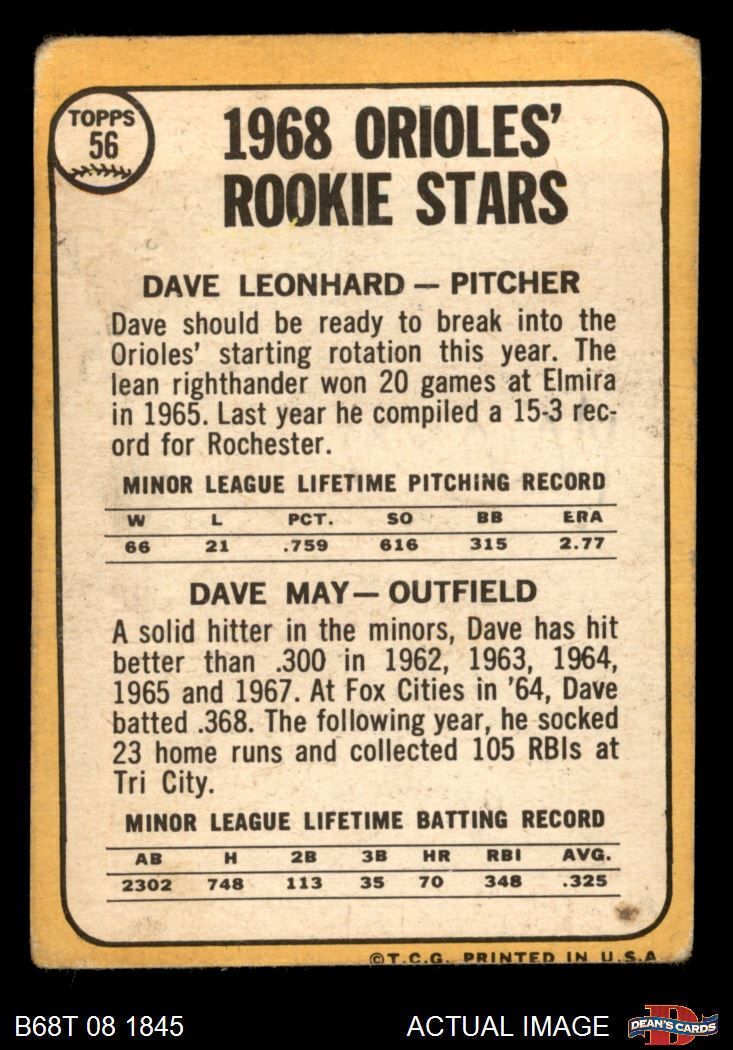 TOPPS
56
1968 ORIOLES'
ROOKIE STARS
DAVE LEONHARD — PITCHER
Dave should be ready to break into the
Orioles' starting rotation this year. The
lean righthander won 20 games at Elmira
in 1965. Last year he compiled a 15-3 rec-
ord for Rochester.
MINOR LEAGUE LIFETIME PITCHING RECORD
W L PCT. SO BB ERA
66 21 .759 616 315 2.77
DAVE MAY — OUTFIELD
A solid hitter in the minors, Dave has hit
better than .300 in 1962, 1963, 1964,
1965 and 1967. At Fox Cities in '64, Dave
batted .368. The following year, he socked
23 home runs and collected 105 RBIs at
Tri City.
MINOR LEAGUE LIFETIME BATTING RECORD
AB H 2B 3B HR RBI AVG.
2302 748 113 35 70 348 .325
©T.C.G. PRINTED IN U.S.A
B68T 08 1845 ACTUAL IMAGE DEAN'S CARDS